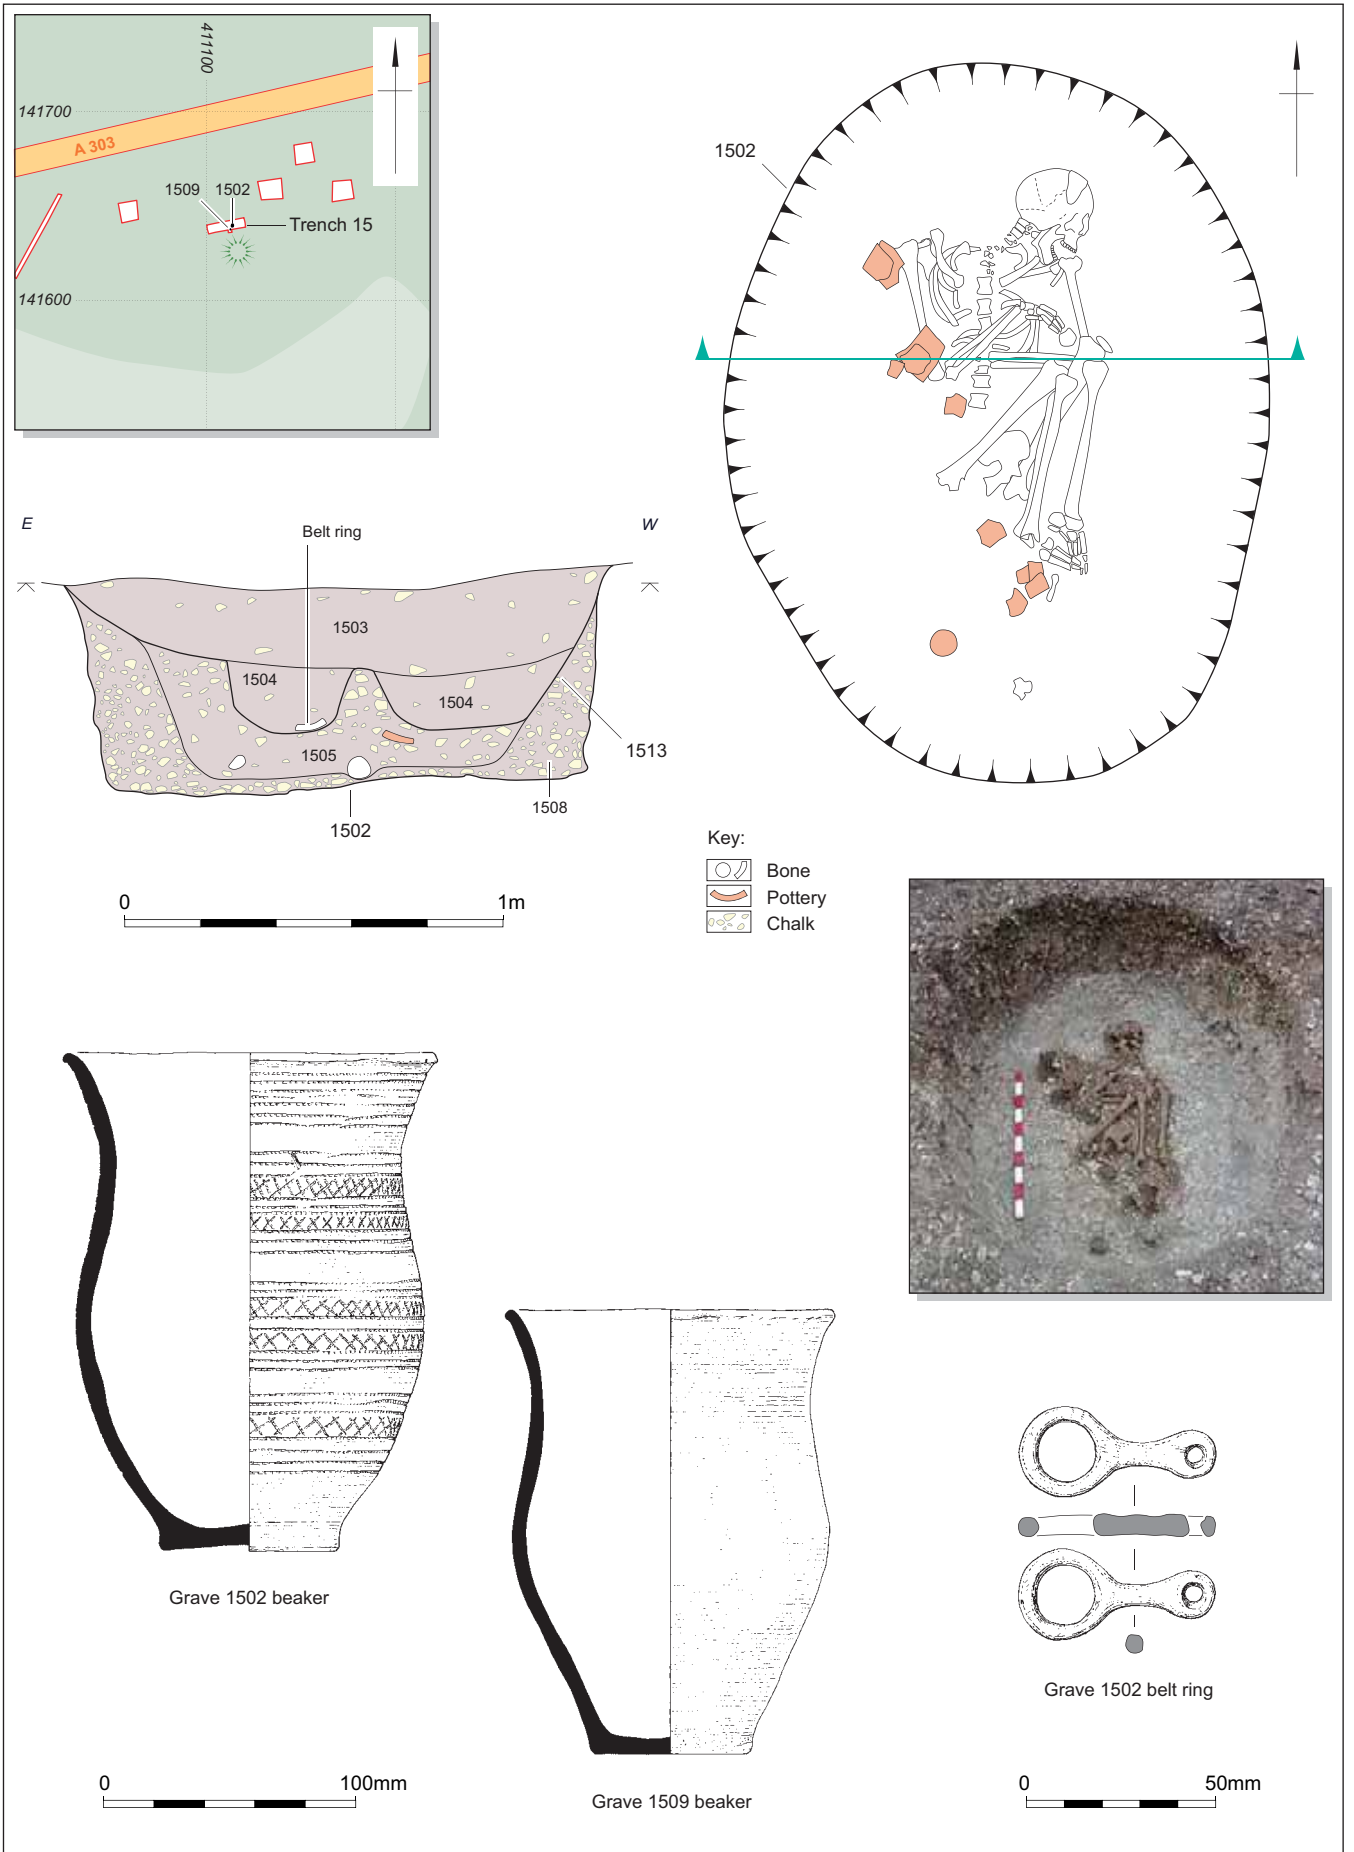 411100
141700
A 303
1509 1502
Trench 15
141600
1502
E
W
Belt ring
1503
1504
1504
1505
1513
1508
1502
0 1m
Key:
Bone
Pottery
Chalk
Grave 1502 beaker
Grave 1509 beaker
Grave 1502 belt ring
0 100mm
0 50mm